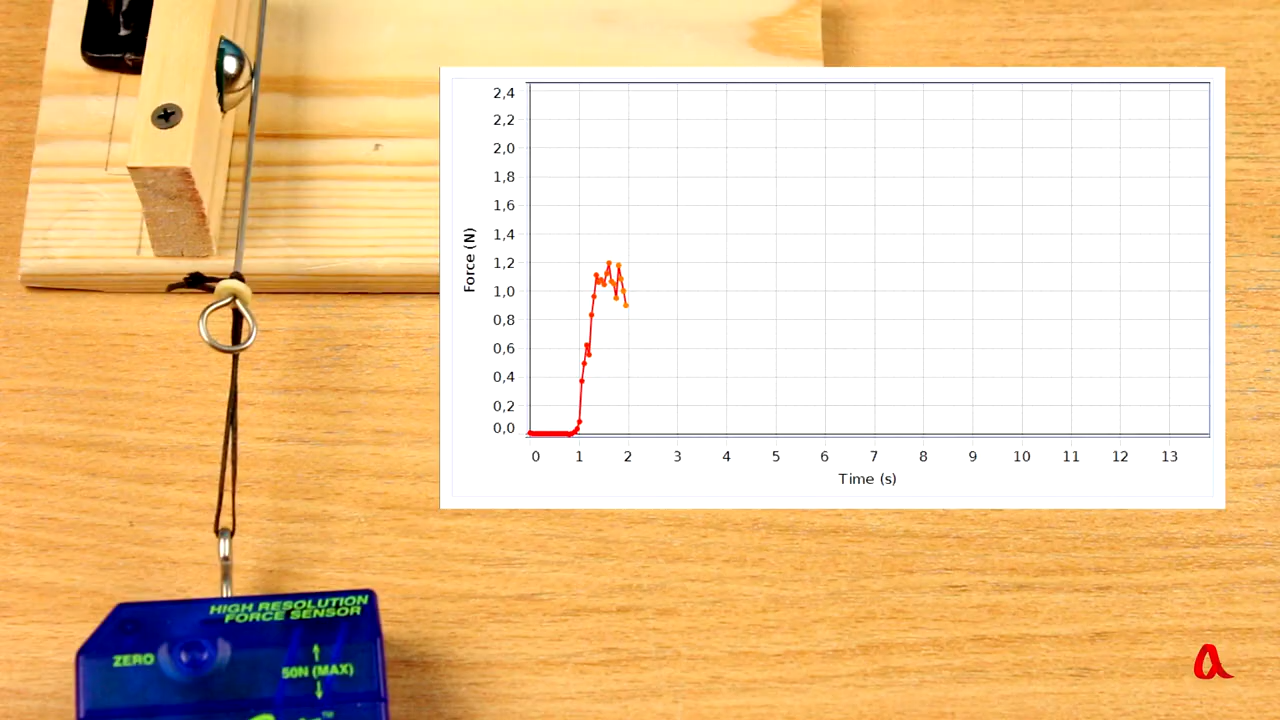 2,4
2,2
2,0
1,8
1,6
1,4
1,2
1,0
0,8
0,6
0,4
0,2
0,0
Force (N)
0 1 2 3 4 5 6 7 8 9 10 11 12 13
Time (s)
HIGH RESOLUTION
FORCE SENSOR
ZERO
50N (MAX)
a